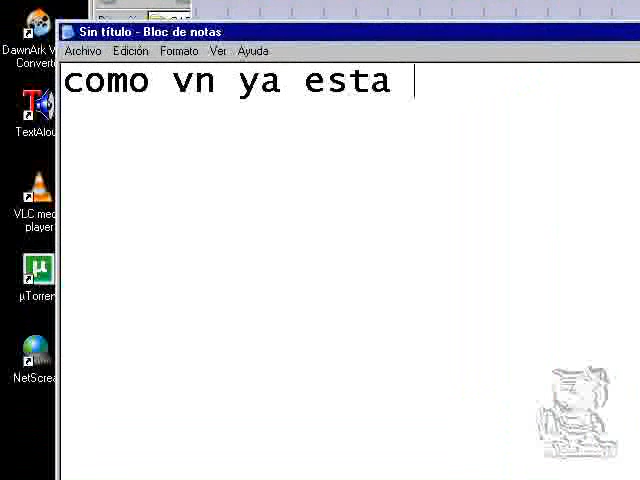 Sin título - Bloc de notas
Archivo Edición Formato Ver Ayuda
como vn ya esta
DawnArk V
Converte
TextAlou
VLC med
player
µTorren
NetScrea